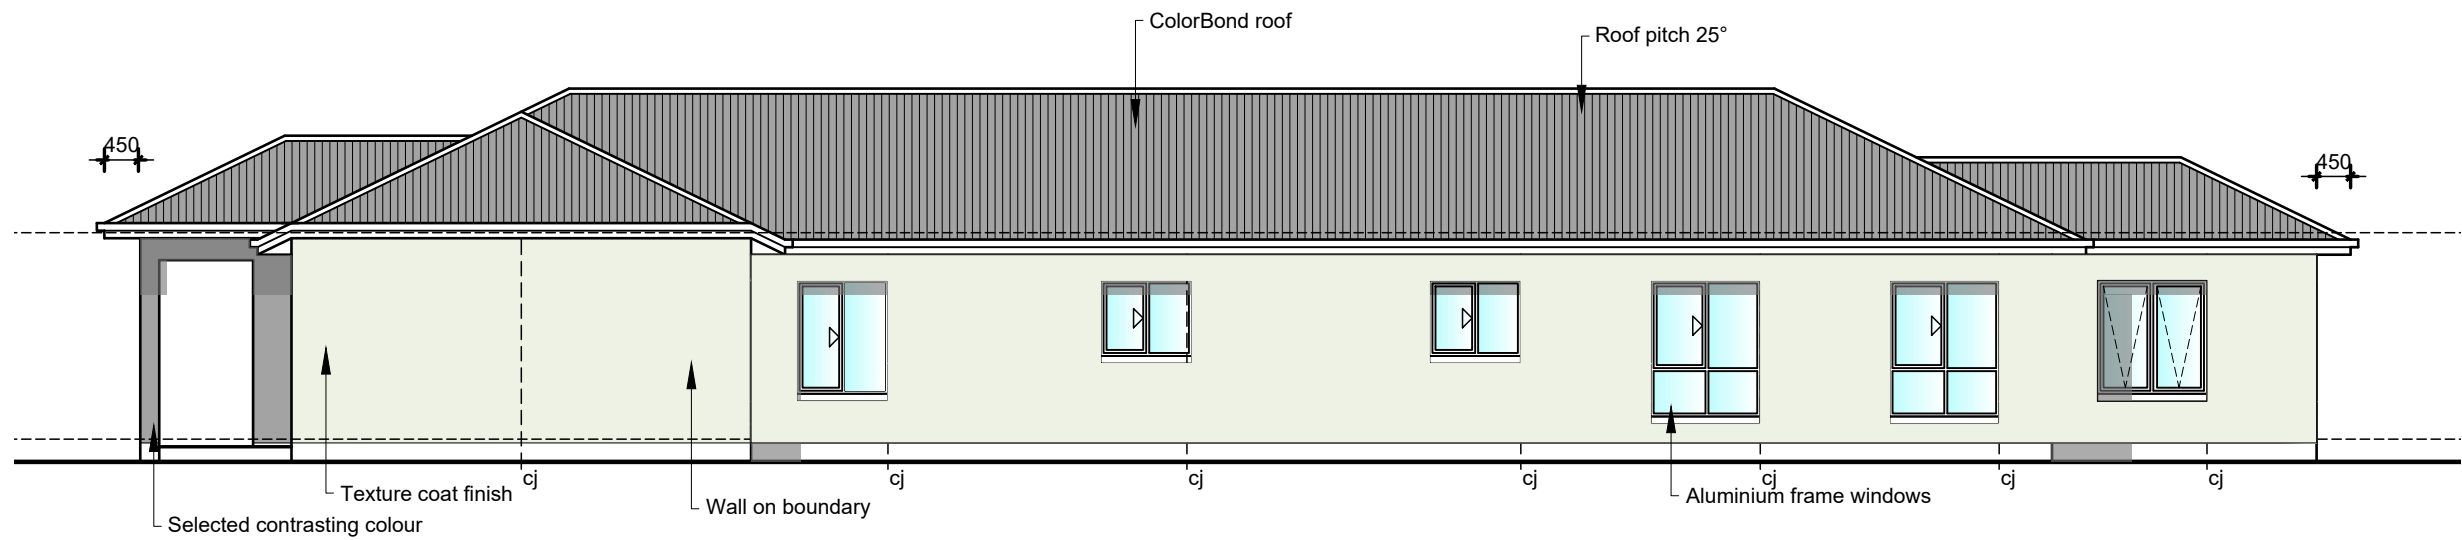 ColorBond roof
Roof pitch 25°
450
450
cj
cj
cj
cj
cj
cj
cj
Texture coat finish
Wall on boundary
Aluminium frame windows
Selected contrasting colour